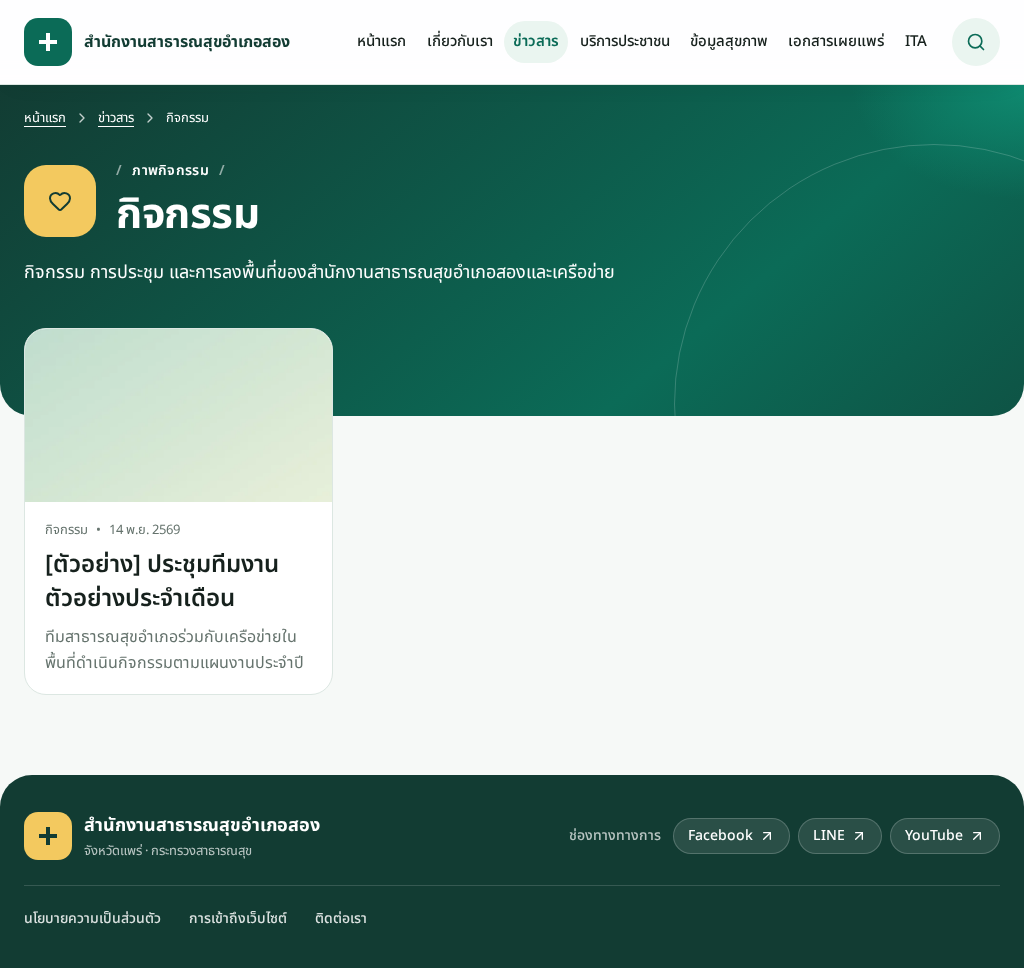 สำนักงานสาธารณสุขอำเภอสอง
หน้าแรก เกี่ยวกับเรา ข่าวสาร บริการประชาชน ข้อมูลสุขภาพ เอกสารเผยแพร่ ITA
หน้าแรก ข่าวสาร กิจกรรม
/ ภาพกิจกรรม /
กิจกรรม
กิจกรรม การประชุม และการลงพื้นที่ของสำนักงานสาธารณสุขอำเภอสองและเครือข่าย
กิจกรรม • 14 พ.ย. 2569
[ตัวอย่าง] ประชุมทีมงาน
ตัวอย่างประจำเดือน
ทีมสาธารณสุขอำเภอร่วมกับเครือข่ายใน
พื้นที่ดำเนินกิจกรรมตามแผนงานประจำปี
สำนักงานสาธารณสุขอำเภอสอง
จังหวัดแพร่ · กระทรวงสาธารณสุข
ช่องทางทางการ Facebook LINE YouTube
นโยบายความเป็นส่วนตัว การเข้าถึงเว็บไซต์ ติดต่อเรา